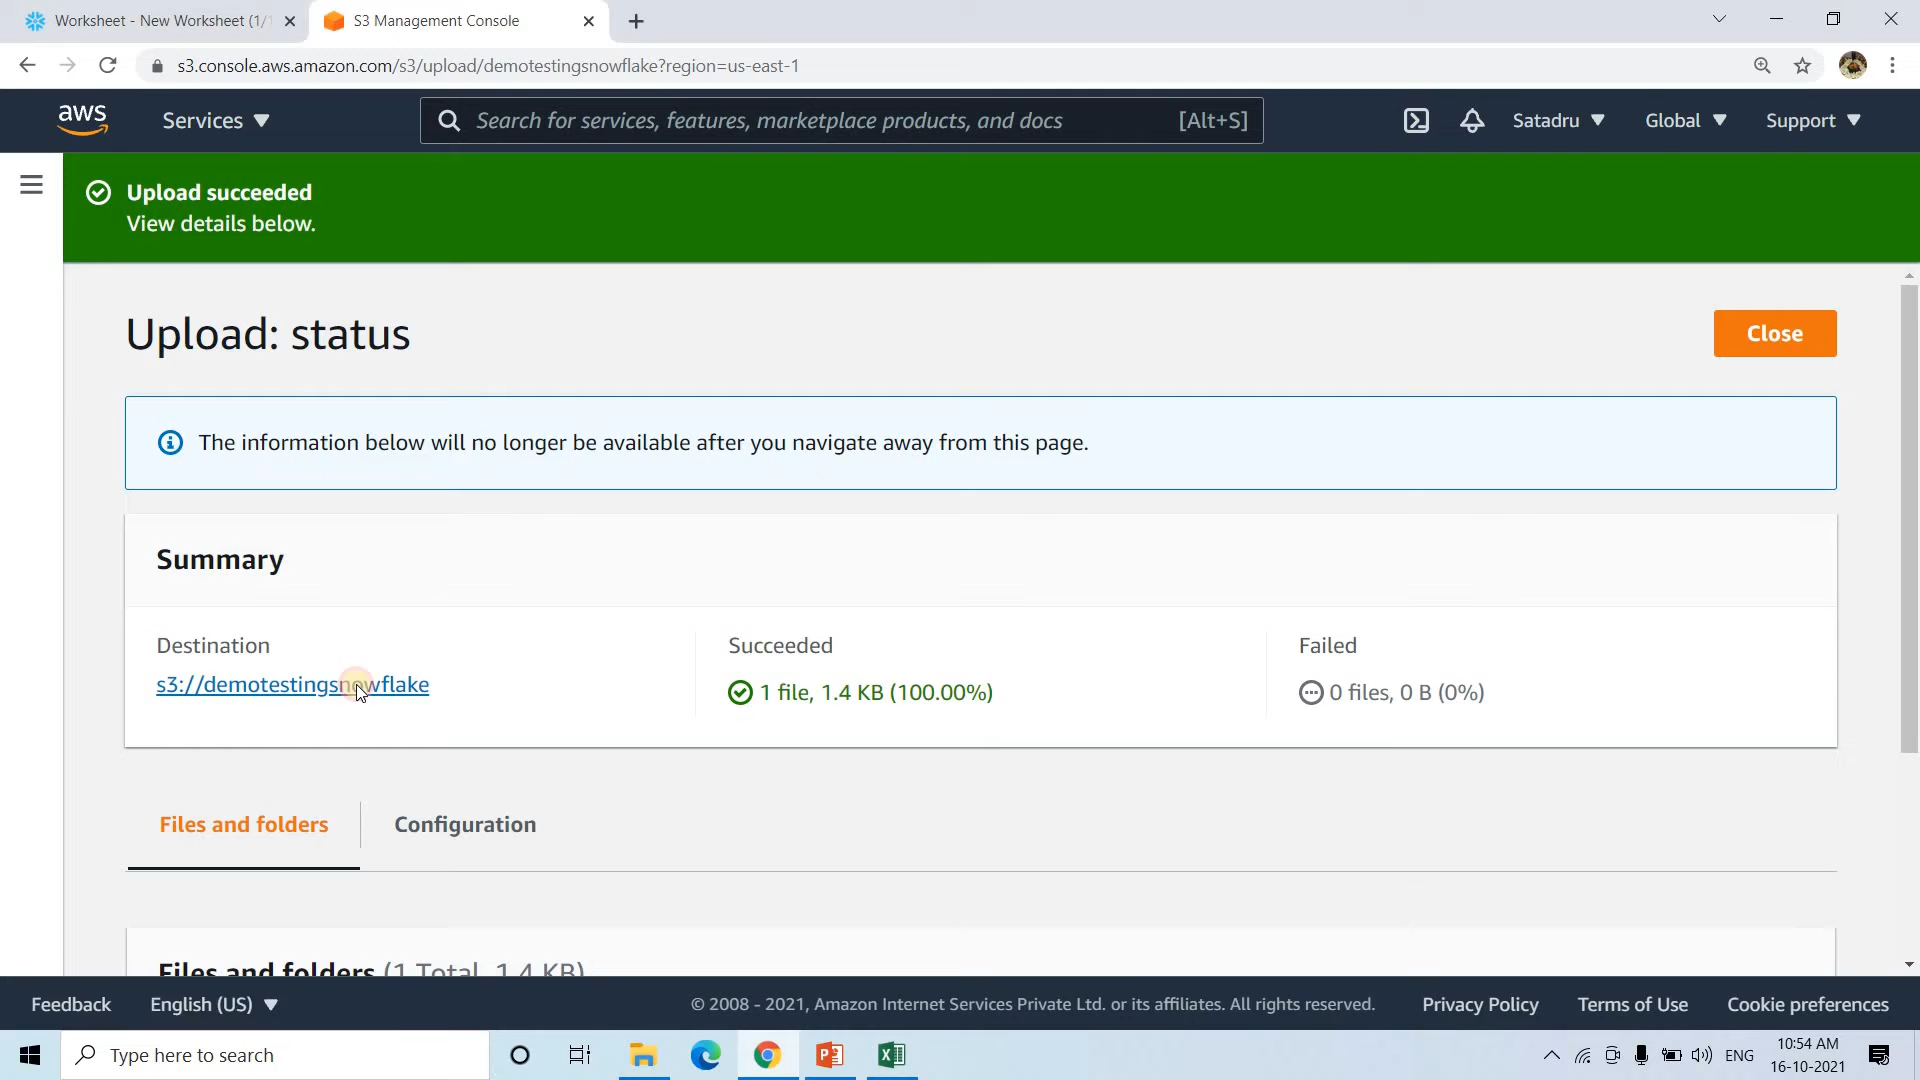 Worksheet - New Worksheet (1/
S3 Management Console
s3.console.aws.amazon.com/s3/upload/demotestingsnowflake?region=us-east-1
aws
Services
Search for services, features, marketplace products, and docs
[Alt+S]
Satadru
Global
Support
Upload succeeded
View details below.
Upload: status
Close
The information below will no longer be available after you navigate away from this page.
Summary
Destination
s3://demotestingsnowflake
Succeeded
1 file, 1.4 KB (100.00%)
Failed
0 files, 0 B (0%)
Files and folders
Configuration
Files and folders (1 Total, 1.4 KB)
Feedback
English (US)
© 2008 - 2021, Amazon Internet Services Private Ltd. or its affiliates. All rights reserved.
Privacy Policy
Terms of Use
Cookie preferences
Type here to search
ENG
10:54 AM
16-10-2021